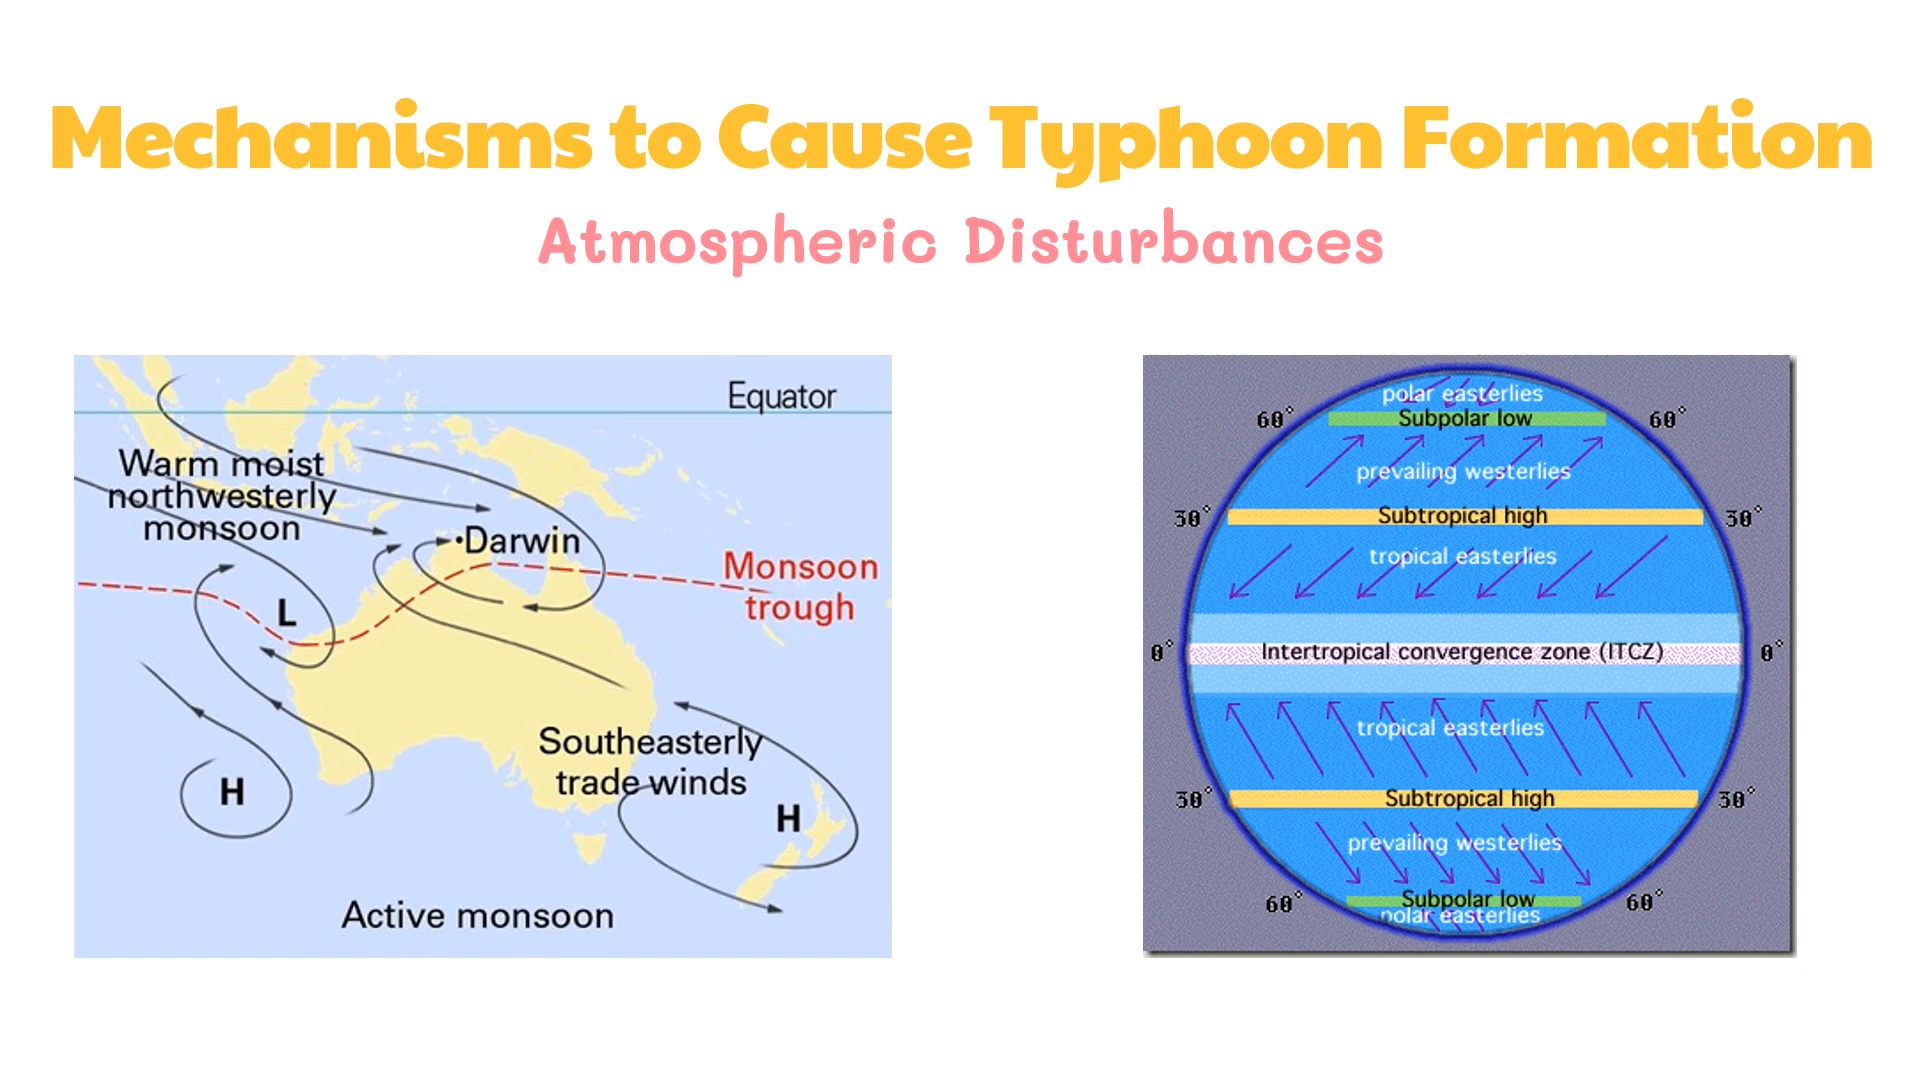 Mechanisms to Cause Typhoon Formation
Atmospheric Disturbances
Equator
Warm moist
northwesterly
monsoon
Darwin
Monsoon
trough
L
Southeasterly
trade winds
H
H
Active monsoon
polar easterlies
60° Subpolar low 60°
prevailing westerlies
30° Subtropical high 30°
tropical easterlies
0° Intertropical convergence zone (ITCZ) 0°
tropical easterlies
30° Subtropical high 30°
prevailing westerlies
60° Subpolar low 60°
polar easterlies